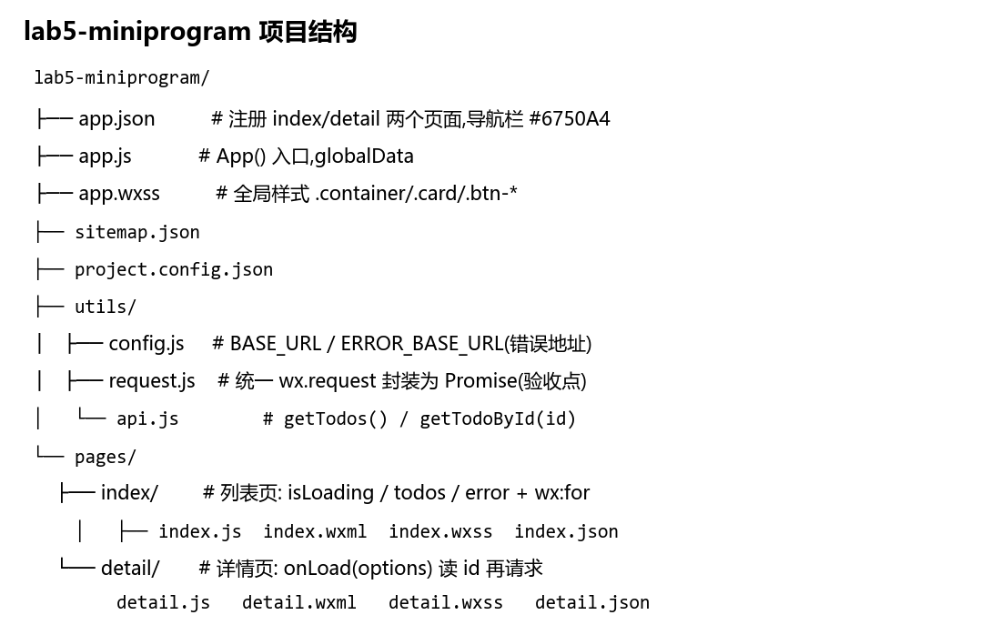 lab5-miniprogram 项目结构
lab5-miniprogram/
├── app.json          # 注册 index/detail 两个页面,导航栏 #6750A4
├── app.js            # App() 入口,globalData
├── app.wxss          # 全局样式 .container/.card/.btn-*
├── sitemap.json
├── project.config.json
├── utils/
│   ├── config.js     # BASE_URL / ERROR_BASE_URL(错误地址)
│   ├── request.js    # 统一 wx.request 封装为 Promise(验收点)
│   └── api.js        # getTodos() / getTodoById(id)
└── pages/
    ├── index/        # 列表页: isLoading / todos / error + wx:for
    │   ├── index.js  index.wxml  index.wxss  index.json
    └── detail/       # 详情页: onLoad(options) 读 id 再请求
        detail.js   detail.wxml   detail.wxss   detail.json